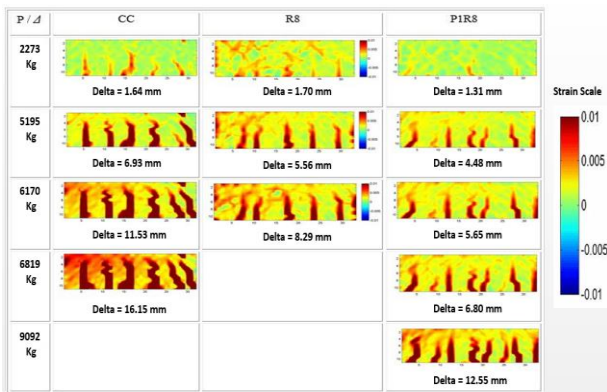 P / Δ CC R8 P1R8
2273
Kg
Delta = 1.64 mm Delta = 1.70 mm Delta = 1.31 mm
Strain Scale
5195
Kg
Delta = 6.93 mm Delta = 5.56 mm Delta = 4.48 mm
6170
Kg
Delta = 11.53 mm Delta = 8.29 mm Delta = 5.65 mm
6819
Kg
Delta = 16.15 mm Delta = 6.80 mm
9092
Kg
Delta = 12.55 mm
0.01
0.005
0
-0.005
-0.01